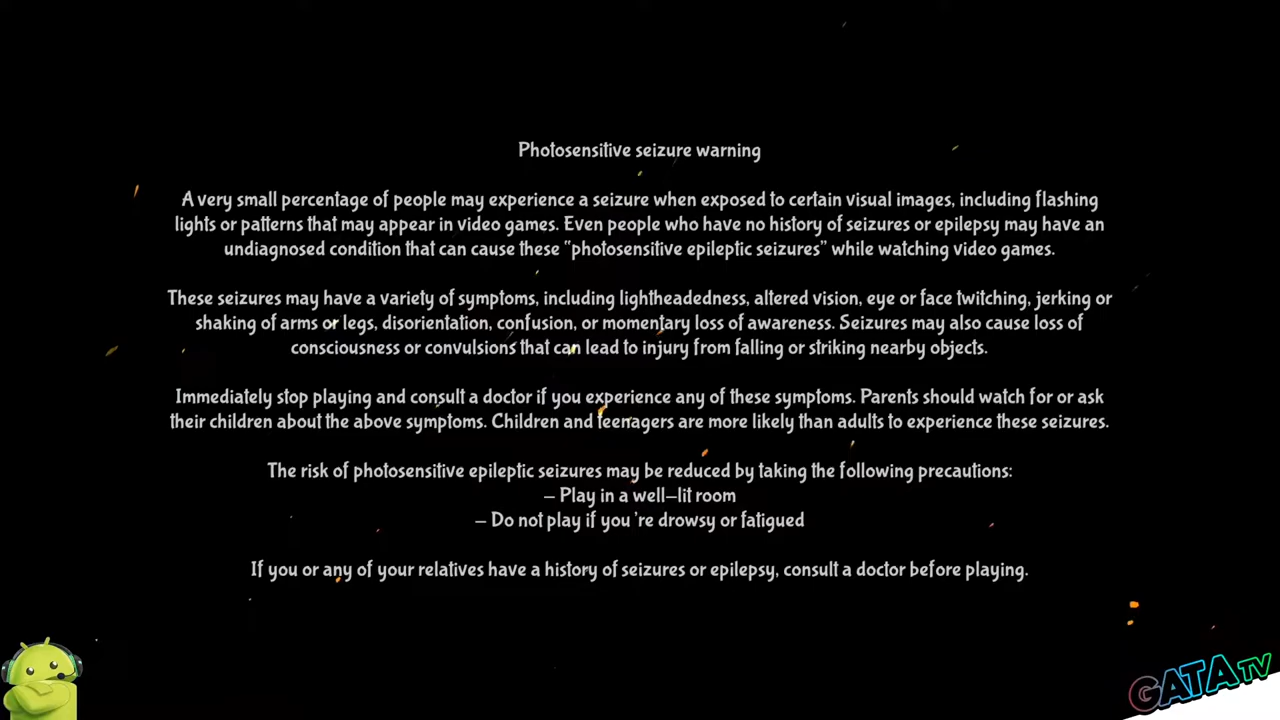 Photosensitive seizure warning
A very small percentage of people may experience a seizure when exposed to certain visual images, including flashing
lights or patterns that may appear in video games. Even people who have no history of seizures or epilepsy may have an
undiagnosed condition that can cause these “photosensitive epileptic seizures” while watching video games.
These seizures may have a variety of symptoms, including lightheadedness, altered vision, eye or face twitching, jerking or
shaking of arms or legs, disorientation, confusion, or momentary loss of awareness. Seizures may also cause loss of
consciousness or convulsions that can lead to injury from falling or striking nearby objects.
Immediately stop playing and consult a doctor if you experience any of these symptoms. Parents should watch for or ask
their children about the above symptoms. Children and teenagers are more likely than adults to experience these seizures.
The risk of photosensitive epileptic seizures may be reduced by taking the following precautions:
– Play in a well–lit room
– Do not play if you 're drowsy or fatigued
If you or any of your relatives have a history of seizures or epilepsy, consult a doctor before playing.
GATA TV